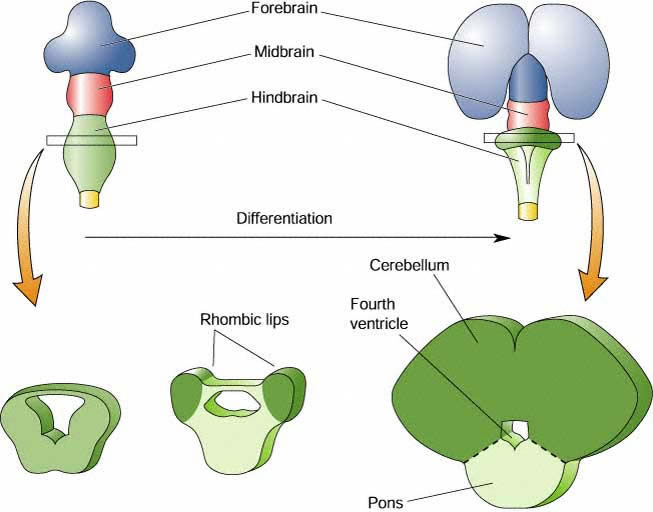 Forebrain
Midbrain
Hindbrain
Differentiation
Cerebellum
Fourth
ventricle
Rhombic lips
Pons